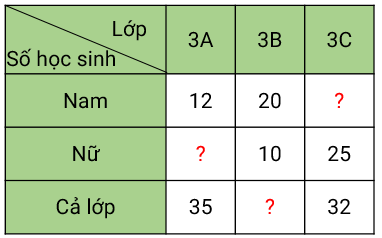 Lớp
Số học sinh
3A 3B 3C
Nam 12 20 ?
Nữ ? 10 25
Cả lớp 35 ? 32